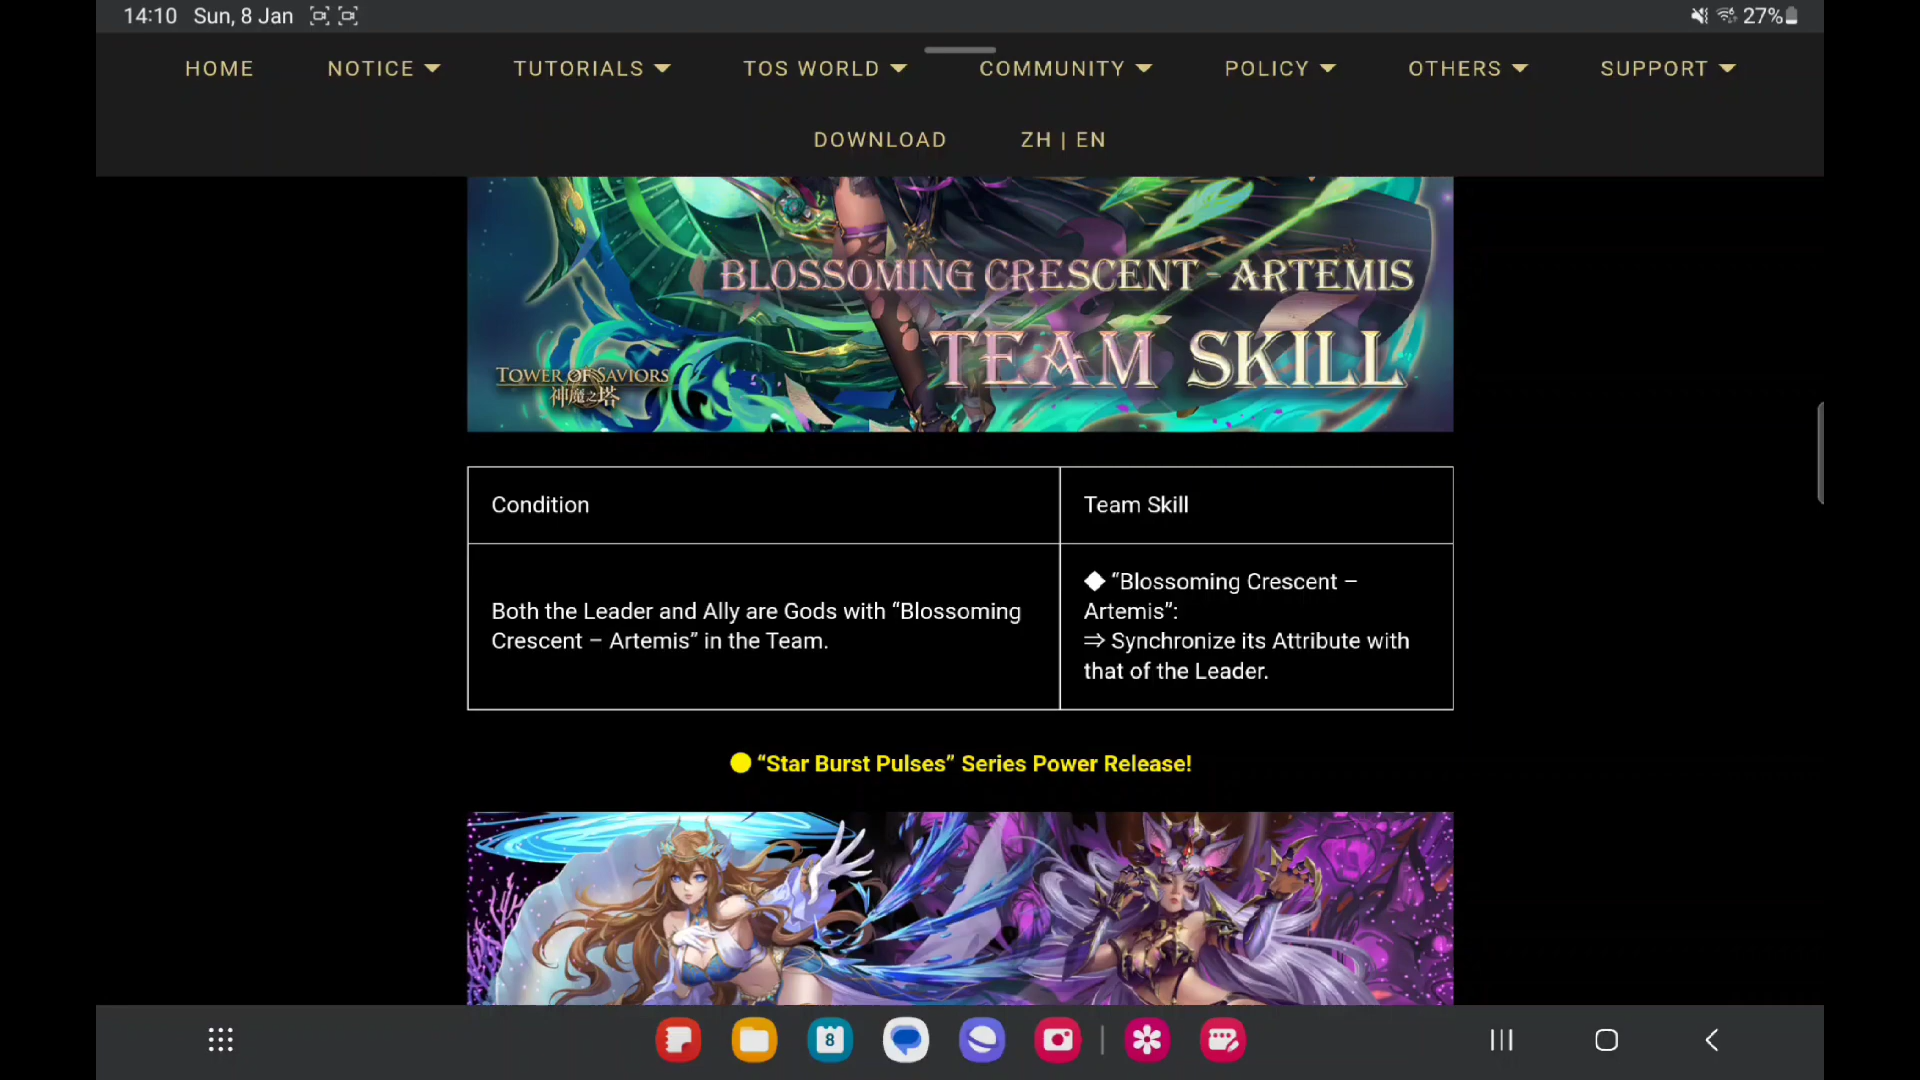 14:10 Sun, 8 Jan 27%
HOME NOTICE TUTORIALS TOS WORLD COMMUNITY POLICY OTHERS SUPPORT
DOWNLOAD ZH | EN
BLOSSOMING CRESCENT - ARTEMIS
TEAM SKILL
TOWER OF SAVIORS
神魔之塔
Condition
Team Skill
Both the Leader and Ally are Gods with “Blossoming
Crescent – Artemis” in the Team.
◆ “Blossoming Crescent –
Artemis”:
⇒ Synchronize its Attribute with
that of the Leader.
“Star Burst Pulses” Series Power Release!
8